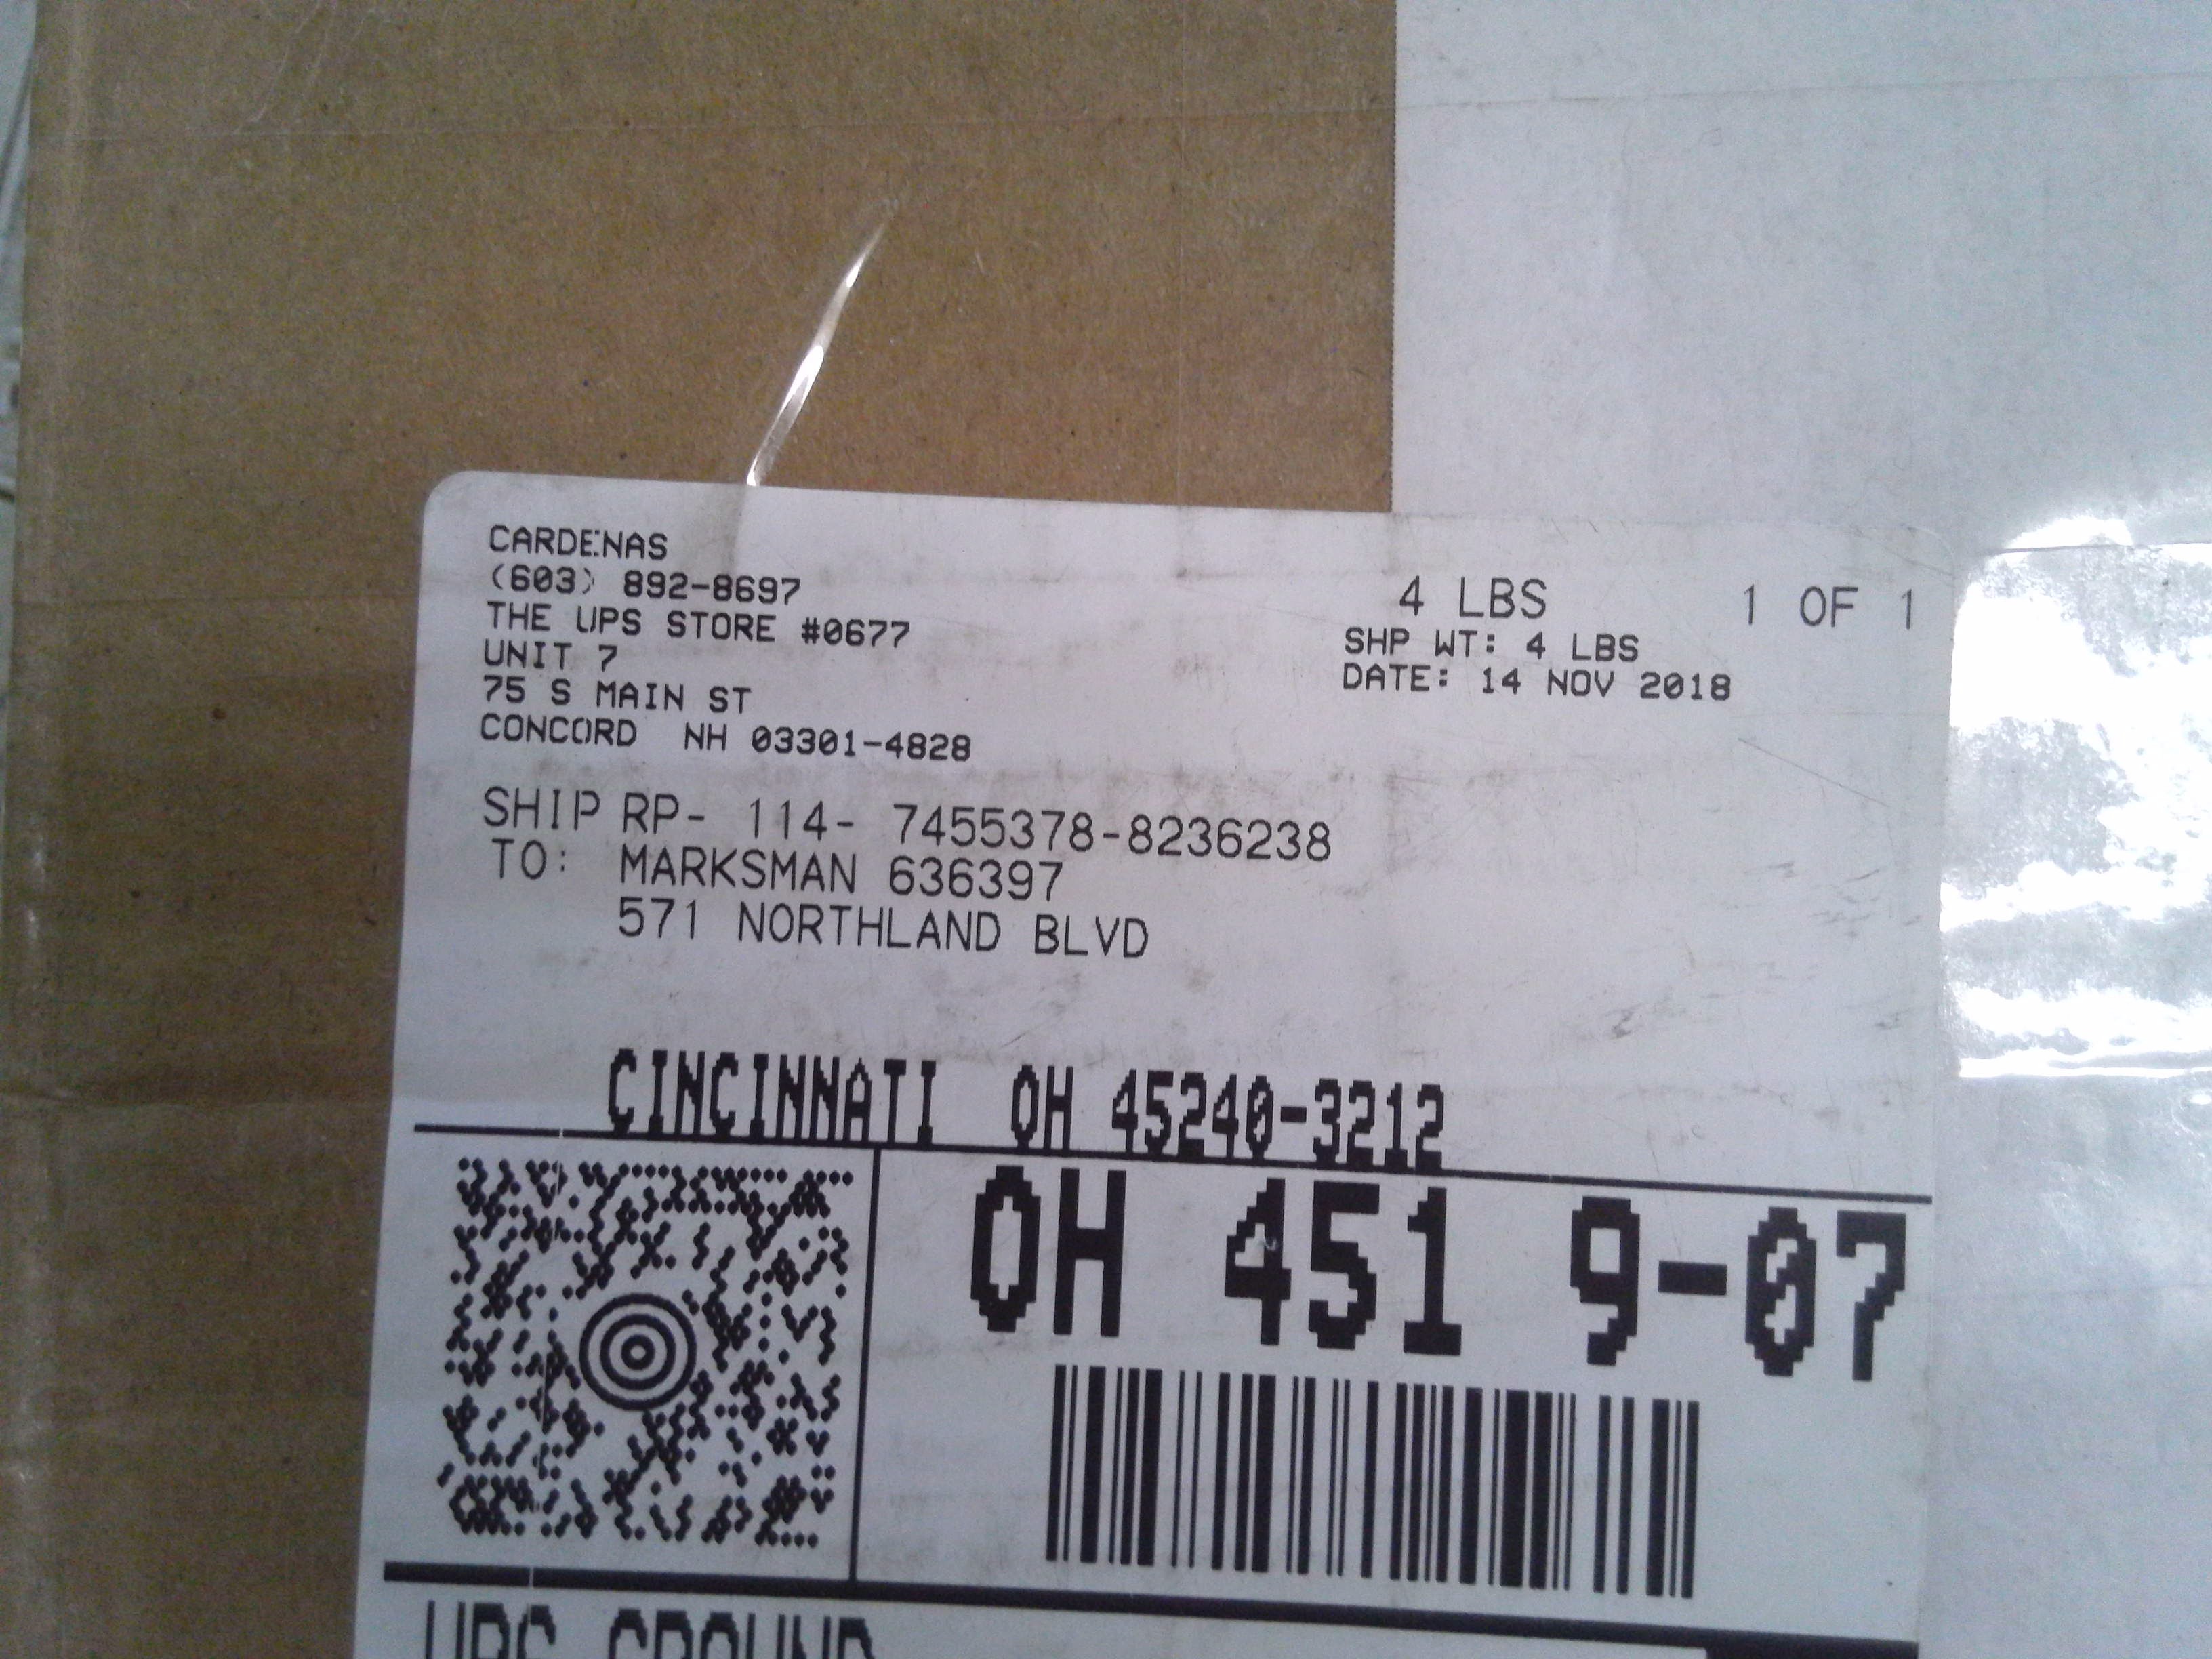 CARDENAS
(603) 892-8697
THE UPS STORE #0677
UNIT 7
75 S MAIN ST
CONCORD NH 03301-4828
4 LBS 1 OF 1
SHP WT: 4 LBS
DATE: 14 NOV 2018
SHIP RP- 114- 7455378-8236238
TO: MARKSMAN 636397
571 NORTHLAND BLVD
CINCINNATI OH 45240-3212
OH 451 9-07
UPS GROUND